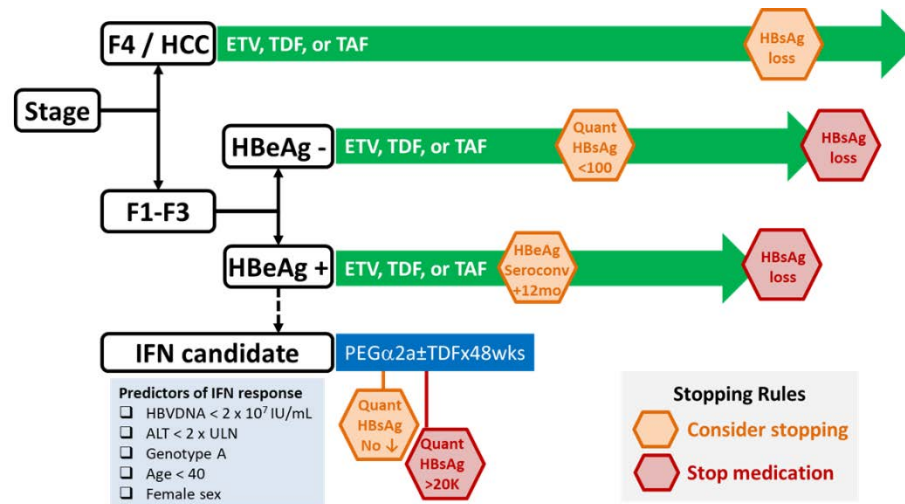 F4 / HCC
ETV, TDF, or TAF
HBsAg
loss
Stage
HBeAg -
ETV, TDF, or TAF
Quant
HBsAg
<100
HBsAg
loss
F1-F3
HBeAg +
ETV, TDF, or TAF
HBeAg
Seroconv
+12mo
HBsAg
loss
IFN candidate
PEGα2a±TDFx48wks
Predictors of IFN response
❑ HBVDNA < 2 x 10⁷ IU/mL
❑ ALT < 2 x ULN
❑ Genotype A
❑ Age < 40
❑ Female sex
Quant
HBsAg
No ↓
Quant
HBsAg
>20K
Stopping Rules
Consider stopping
Stop medication